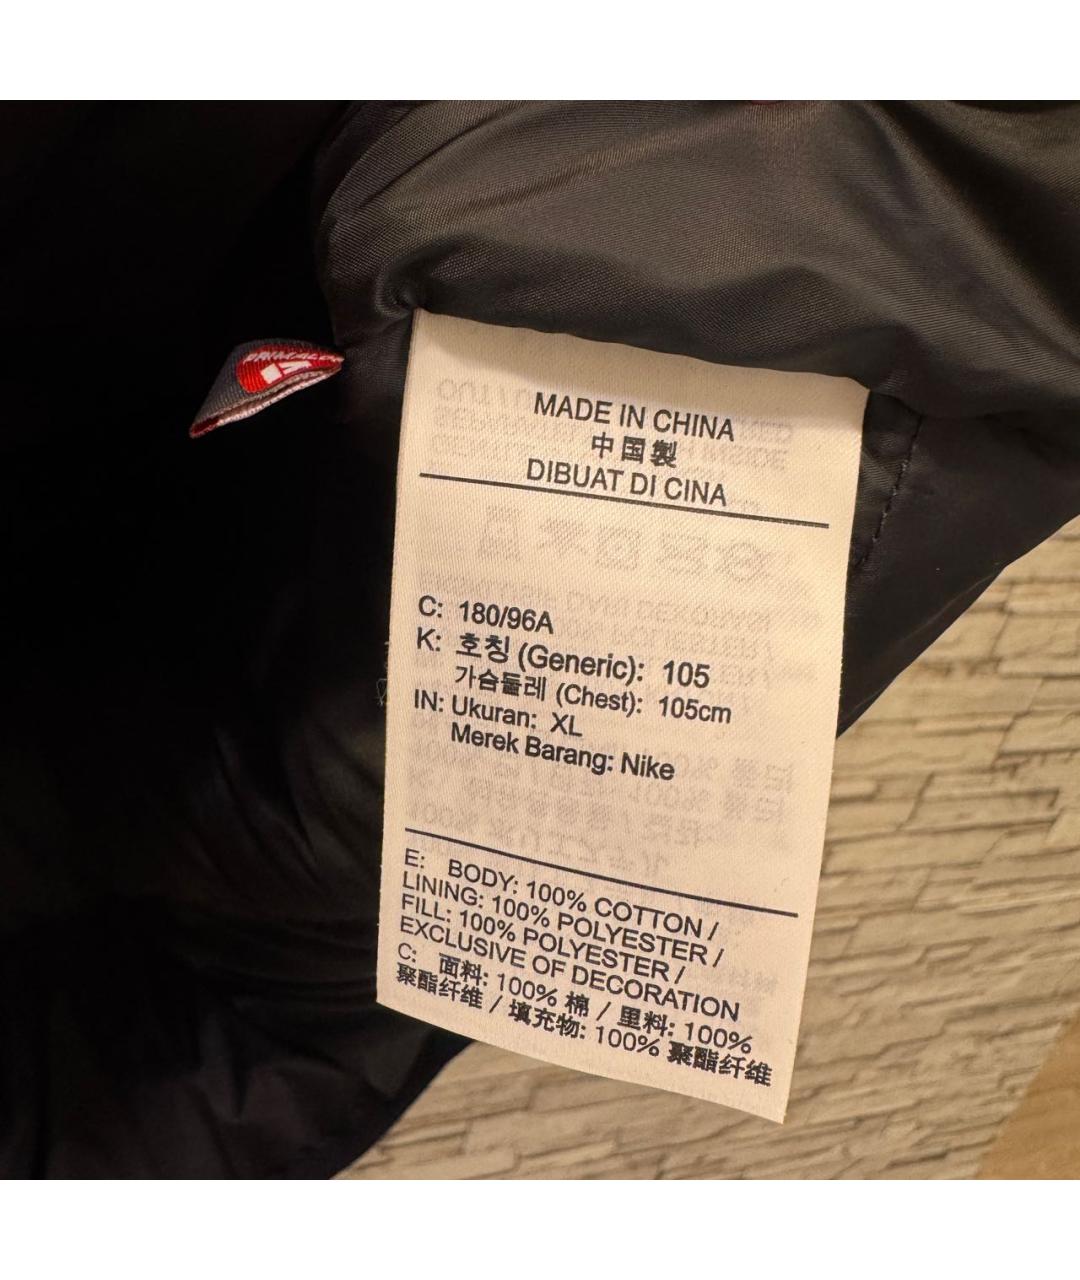 MADE IN CHINA
中国製
DIBUAT DI CINA
C: 180/96A
K: 호칭 (Generic): 105
가슴둘레 (Chest): 105cm
IN: Ukuran: XL
Merek Barang: Nike
E: BODY: 100% COTTON /
LINING: 100% POLYESTER /
FILL: 100% POLYESTER /
EXCLUSIVE OF DECORATION
C: 面料: 100% 棉 / 里料: 100%
聚酯纤维 / 填充物: 100% 聚酯纤维